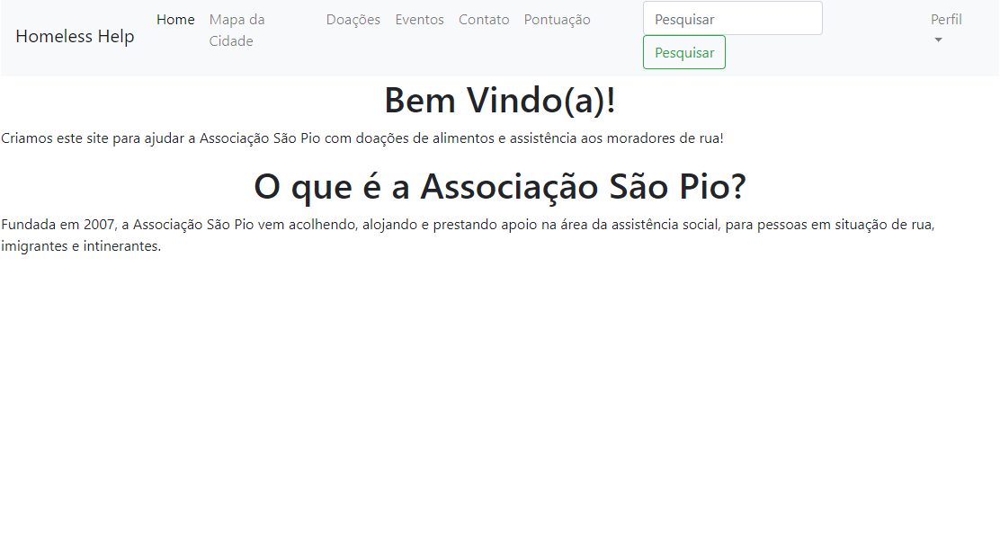 Homeless Help
Home
Mapa da
Cidade
Doações
Eventos
Contato
Pontuação
Pesquisar
Pesquisar
Perfil
Bem Vindo(a)!
Criamos este site para ajudar a Associação São Pio com doações de alimentos e assistência aos moradores de rua!
O que é a Associação São Pio?
Fundada em 2007, a Associação São Pio vem acolhendo, alojando e prestando apoio na área da assistência social, para pessoas em situação de rua,
imigrantes e intinerantes.